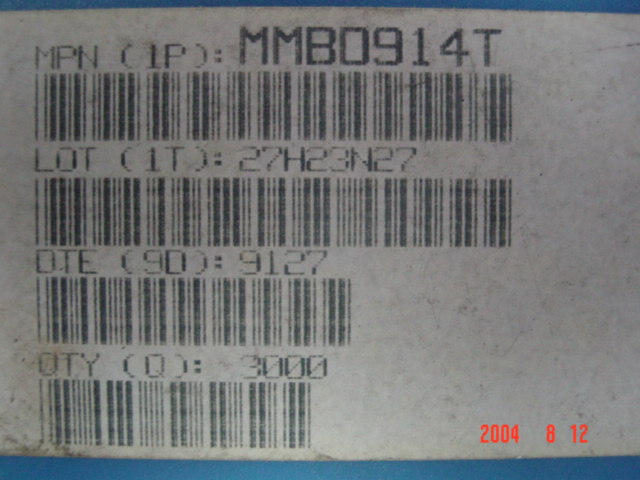 MPN (1P): MMBD914T
LOT (1T): 27H23N27
DTE (9D): 9127
QTY (Q): 3000
2004 8 12